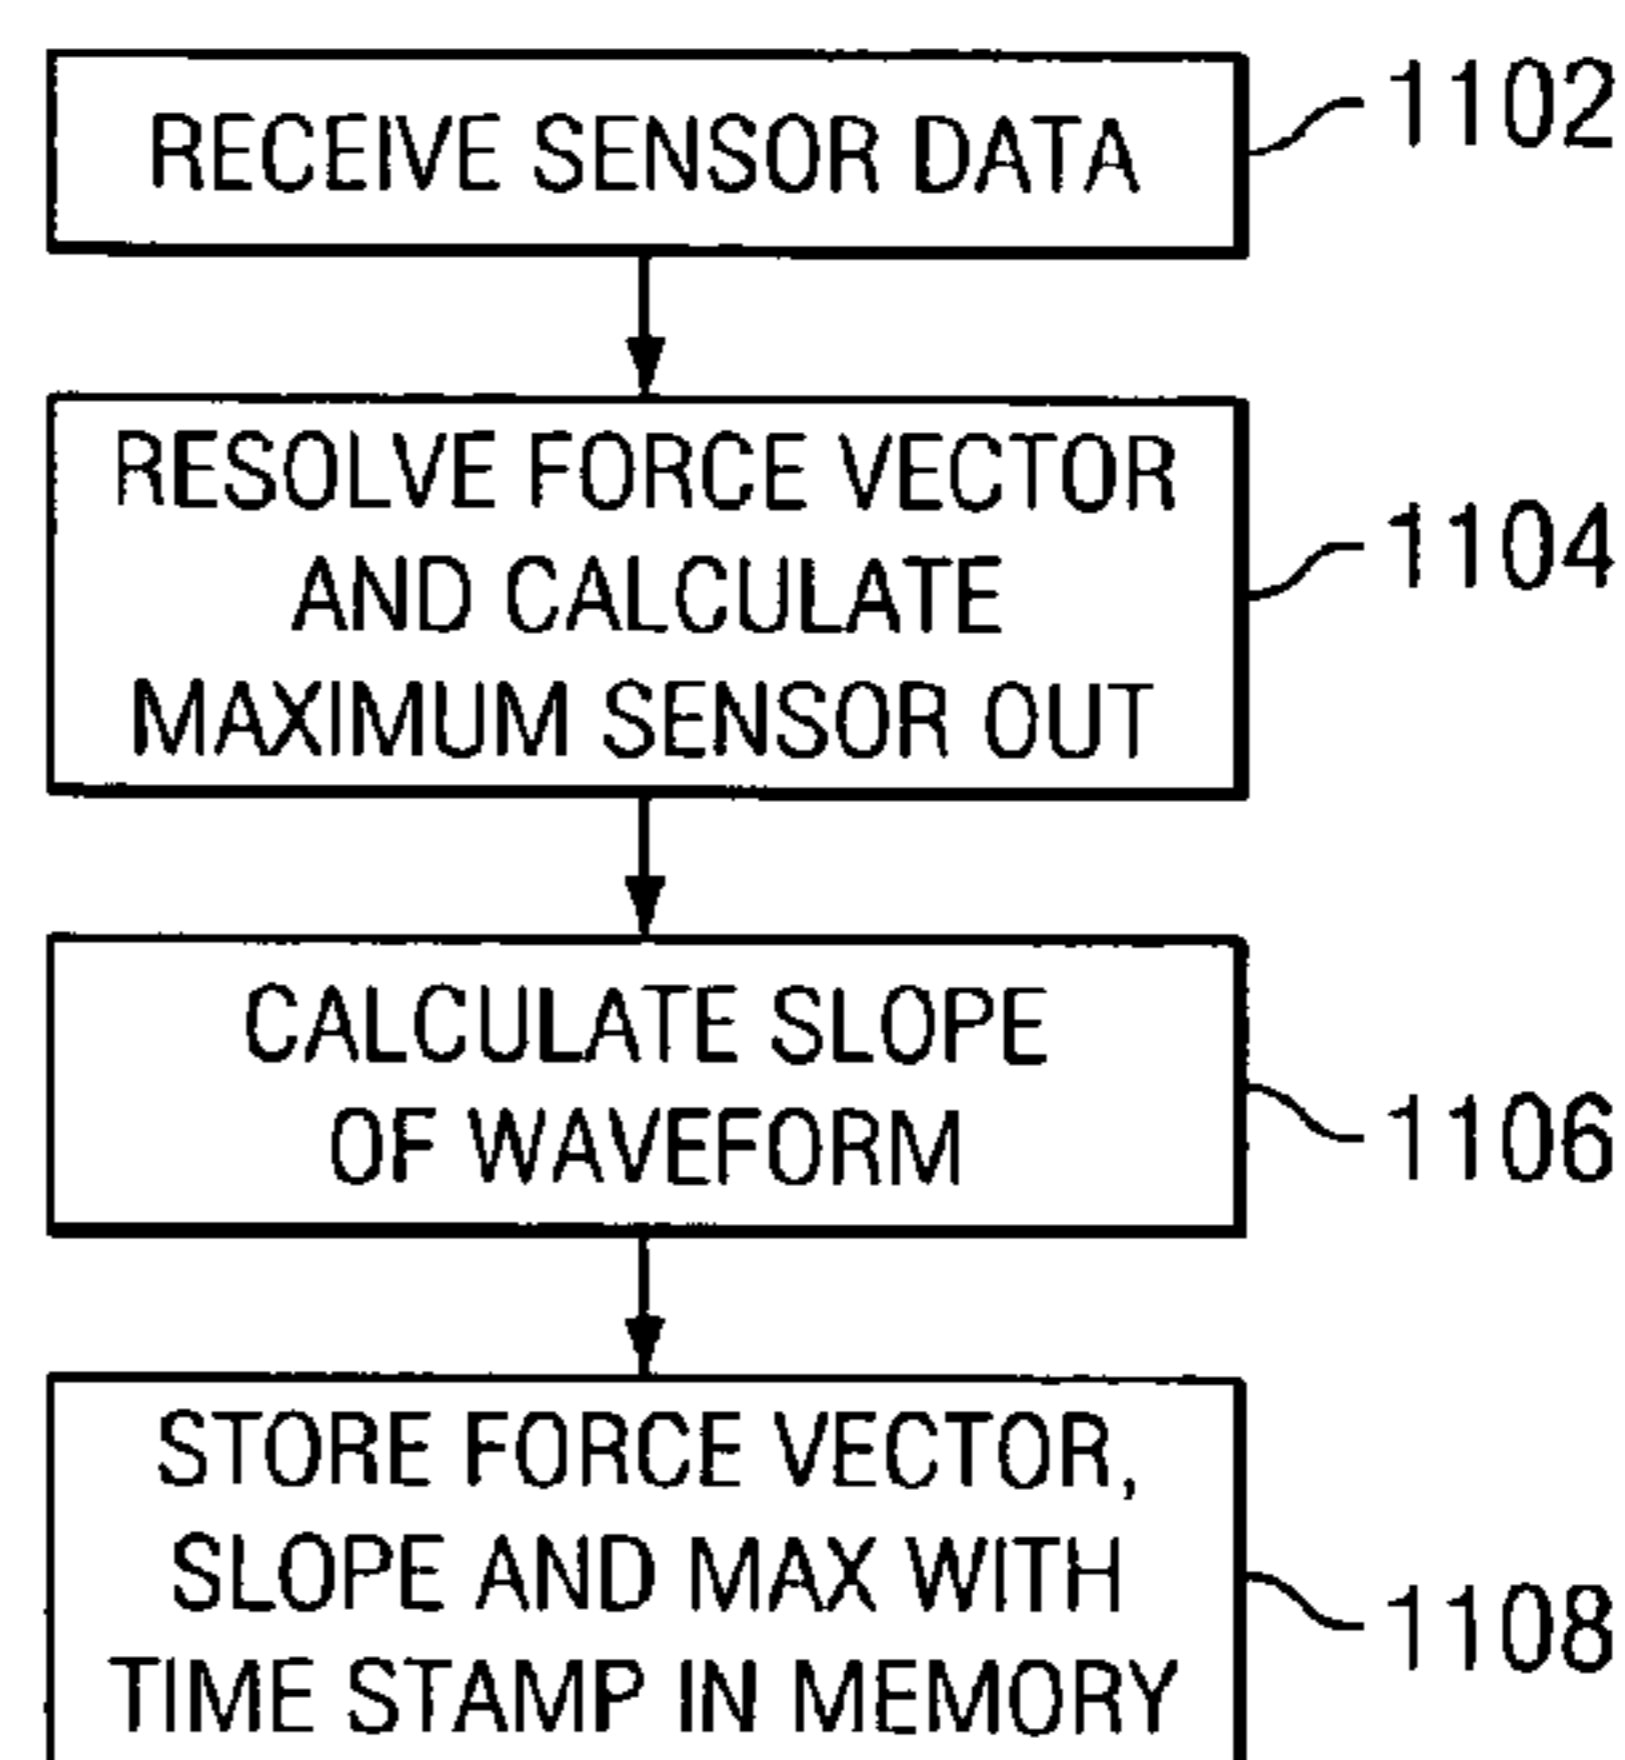 RECEIVE SENSOR DATA
1102
RESOLVE FORCE VECTOR
AND CALCULATE
MAXIMUM SENSOR OUT
1104
CALCULATE SLOPE
OF WAVEFORM
1106
STORE FORCE VECTOR,
SLOPE AND MAX WITH
TIME STAMP IN MEMORY
1108